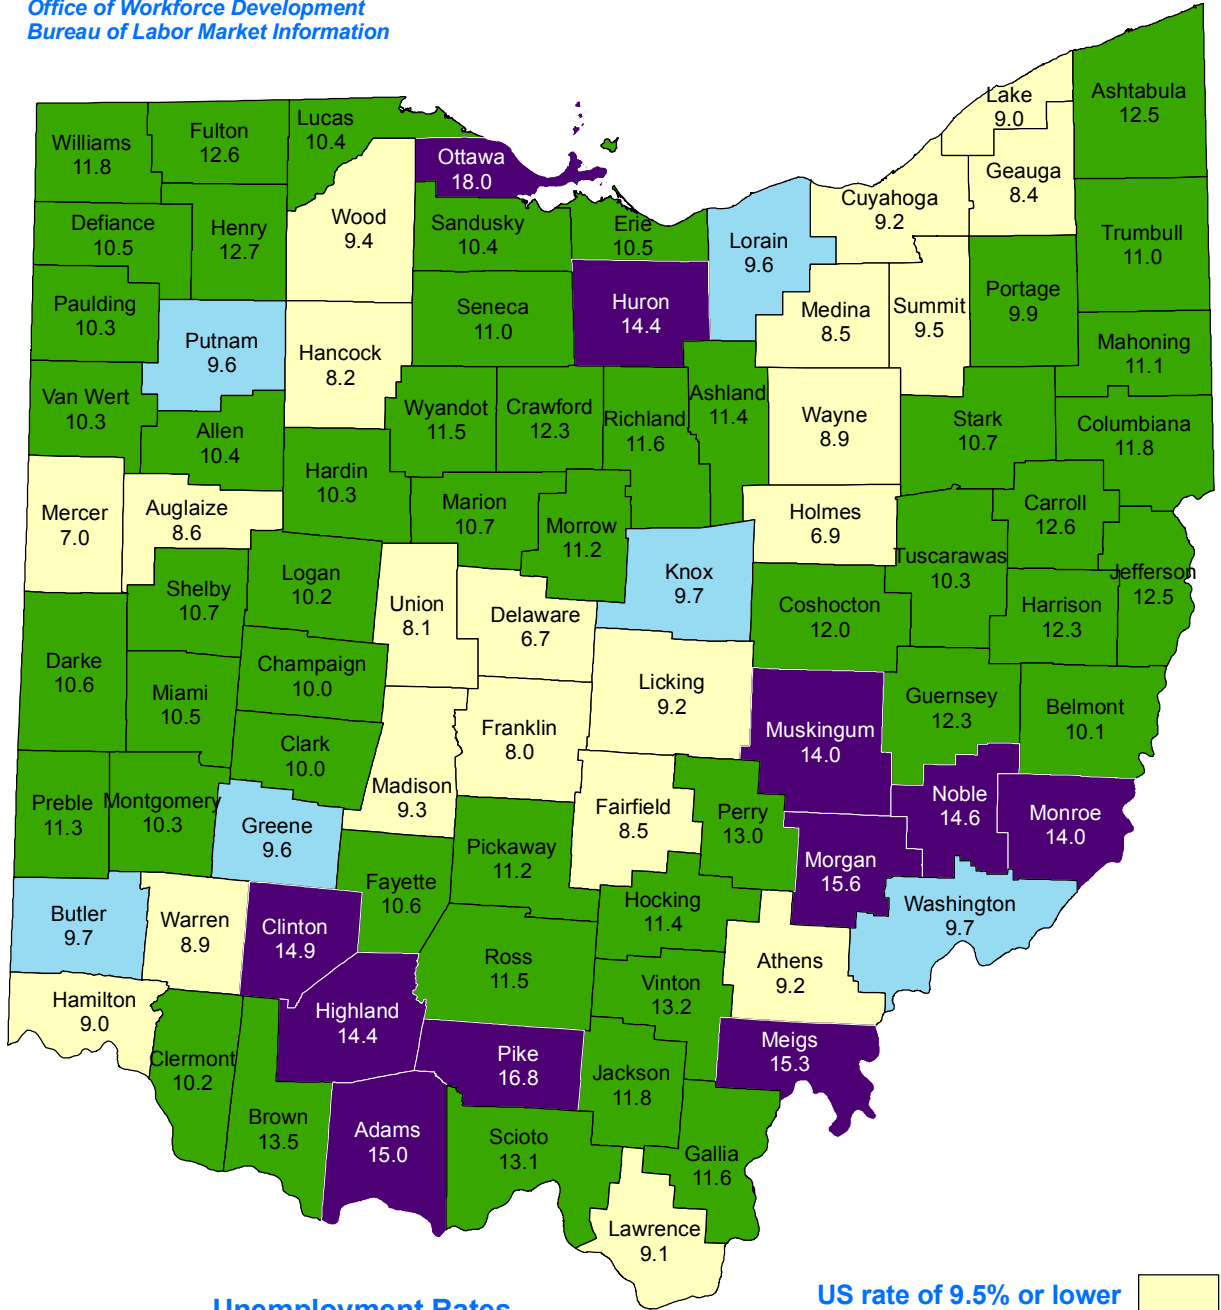 Office of Workforce Development
Bureau of Labor Market Information
Lake
9.0
Ashtabula
12.5
Williams
11.8
Fulton
12.6
Lucas
10.4
Ottawa
18.0
Geauga
8.4
Cuyahoga
9.2
Wood
9.4
Defiance
10.5
Henry
12.7
Sandusky
10.4
Erie
10.5
Lorain
9.6
Trumbull
11.0
Paulding
10.3
Putnam
9.6
Hancock
8.2
Seneca
11.0
Huron
14.4
Medina
8.5
Summit
9.5
Portage
9.9
Mahoning
11.1
Van Wert
10.3
Allen
10.4
Wyandot
11.5
Crawford
12.3
Richland
11.6
Ashland
11.4
Wayne
8.9
Stark
10.7
Columbiana
11.8
Hardin
10.3
Mercer
7.0
Auglaize
8.6
Marion
10.7
Morrow
11.2
Holmes
6.9
Carroll
12.6
Tuscarawas
10.3
Jefferson
12.5
Shelby
10.7
Logan
10.2
Union
8.1
Delaware
6.7
Knox
9.7
Coshocton
12.0
Harrison
12.3
Darke
10.6
Miami
10.5
Champaign
10.0
Licking
9.2
Muskingum
14.0
Guernsey
12.3
Belmont
10.1
Clark
10.0
Franklin
8.0
Madison
9.3
Preble
11.3
Montgomery
10.3
Greene
9.6
Fairfield
8.5
Perry
13.0
Noble
14.6
Monroe
14.0
Pickaway
11.2
Morgan
15.6
Fayette
10.6
Hocking
11.4
Washington
9.7
Butler
9.7
Warren
8.9
Clinton
14.9
Ross
11.5
Athens
9.2
Vinton
13.2
Hamilton
9.0
Highland
14.4
Clermont
10.2
Pike
16.8
Jackson
11.8
Meigs
15.3
Brown
13.5
Adams
15.0
Scioto
13.1
Gallia
11.6
Lawrence
9.1
Unemployment Rates
US rate of 9.5% or lower